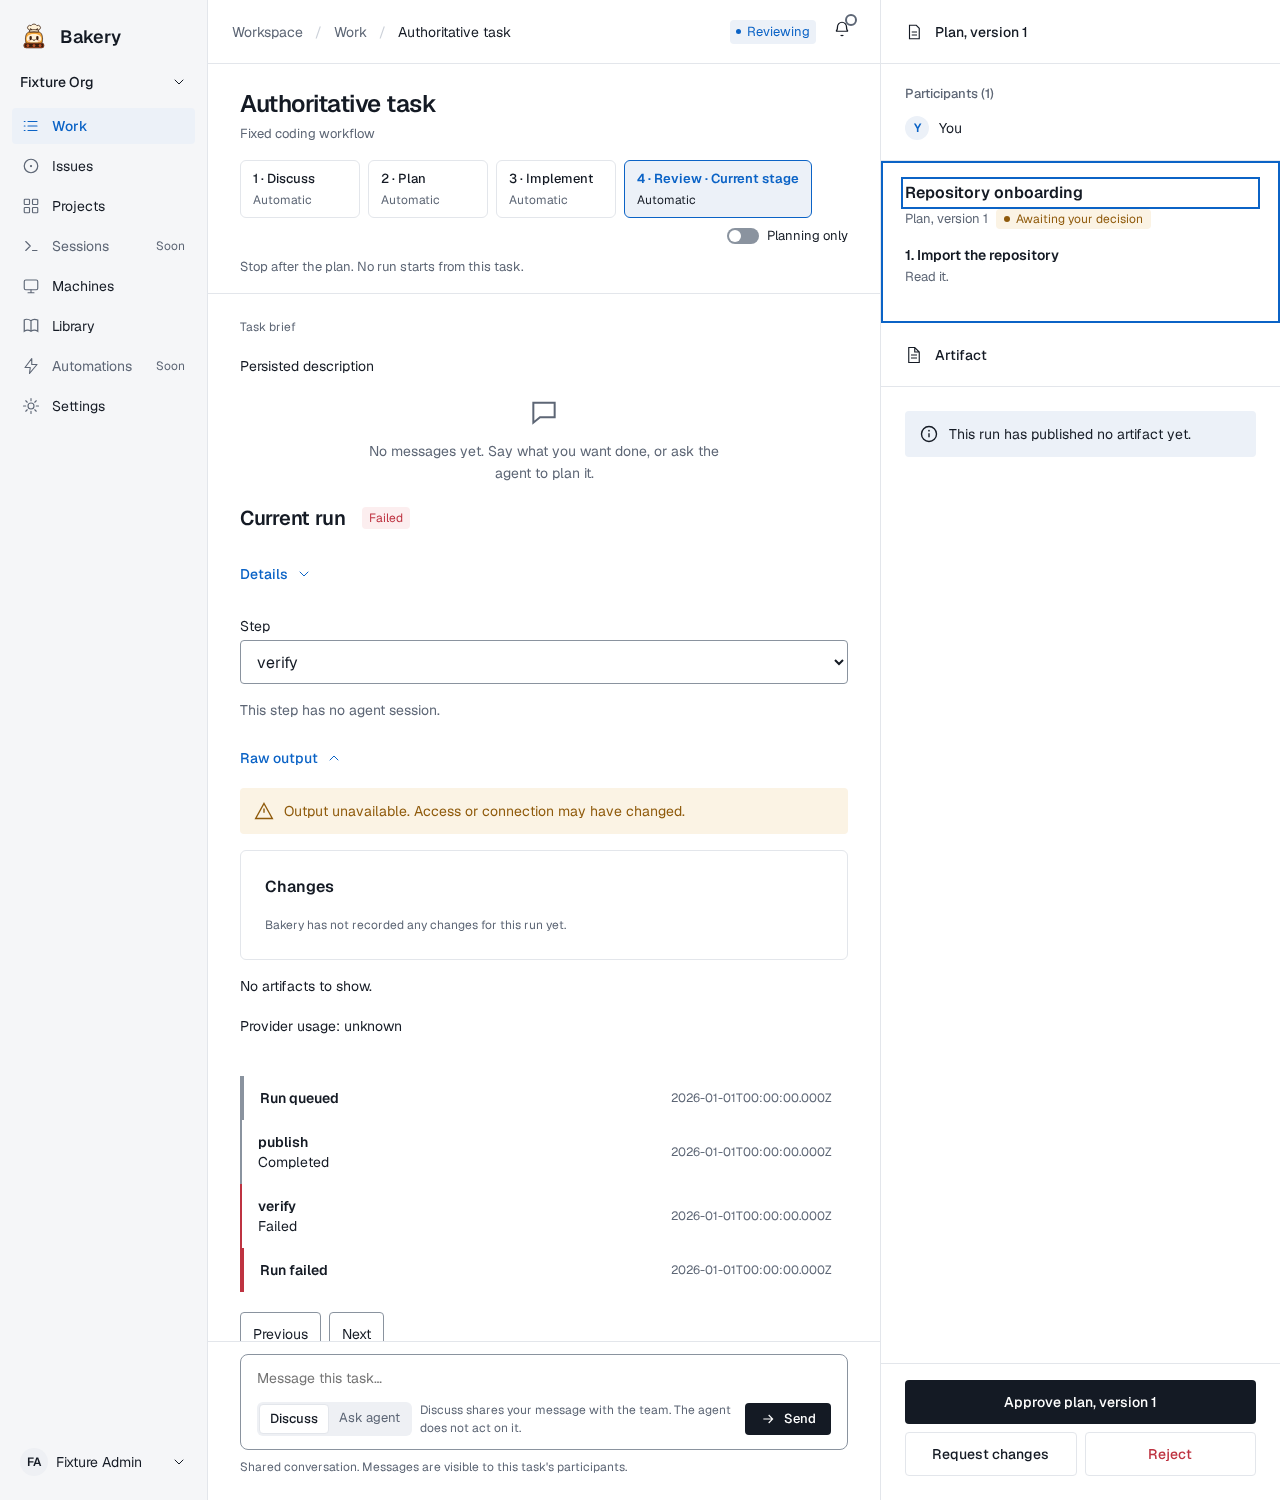 Bakery
Fixture Org
Work
Issues
Projects
Sessions Soon
Machines
Library
Automations Soon
Settings
FA Fixture Admin
Workspace / Work / Authoritative task
Reviewing
Authoritative task
Fixed coding workflow
1 · Discuss
Automatic
2 · Plan
Automatic
3 · Implement
Automatic
4 · Review · Current stage
Automatic
Planning only
Stop after the plan. No run starts from this task.
Task brief
Persisted description
No messages yet. Say what you want done, or ask the
agent to plan it.
Current run Failed
Details
Step
verify
This step has no agent session.
Raw output
Output unavailable. Access or connection may have changed.
Changes
Bakery has not recorded any changes for this run yet.
No artifacts to show.
Provider usage: unknown
Run queued 2026-01-01T00:00:00.000Z
publish
Completed
2026-01-01T00:00:00.000Z
verify
Failed
2026-01-01T00:00:00.000Z
Run failed 2026-01-01T00:00:00.000Z
Previous Next
Message this task...
Discuss Ask agent
Discuss shares your message with the team. The agent
does not act on it.
Send
Shared conversation. Messages are visible to this task's participants.
Plan, version 1
Participants (1)
Y You
Repository onboarding
Plan, version 1 Awaiting your decision
1. Import the repository
Read it.
Artifact
This run has published no artifact yet.
Approve plan, version 1
Request changes Reject